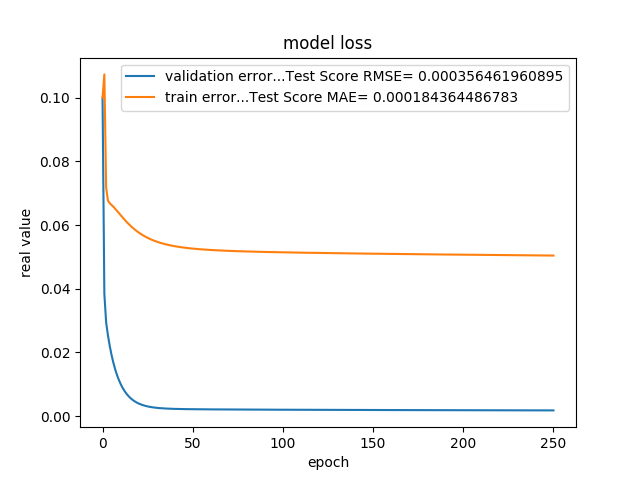 model loss
validation error...Test Score RMSE= 0.000356461960895
train error...Test Score MAE= 0.000184364486783
real value
0.10
0.08
0.06
0.04
0.02
0.00
0 50 100 150 200 250
epoch